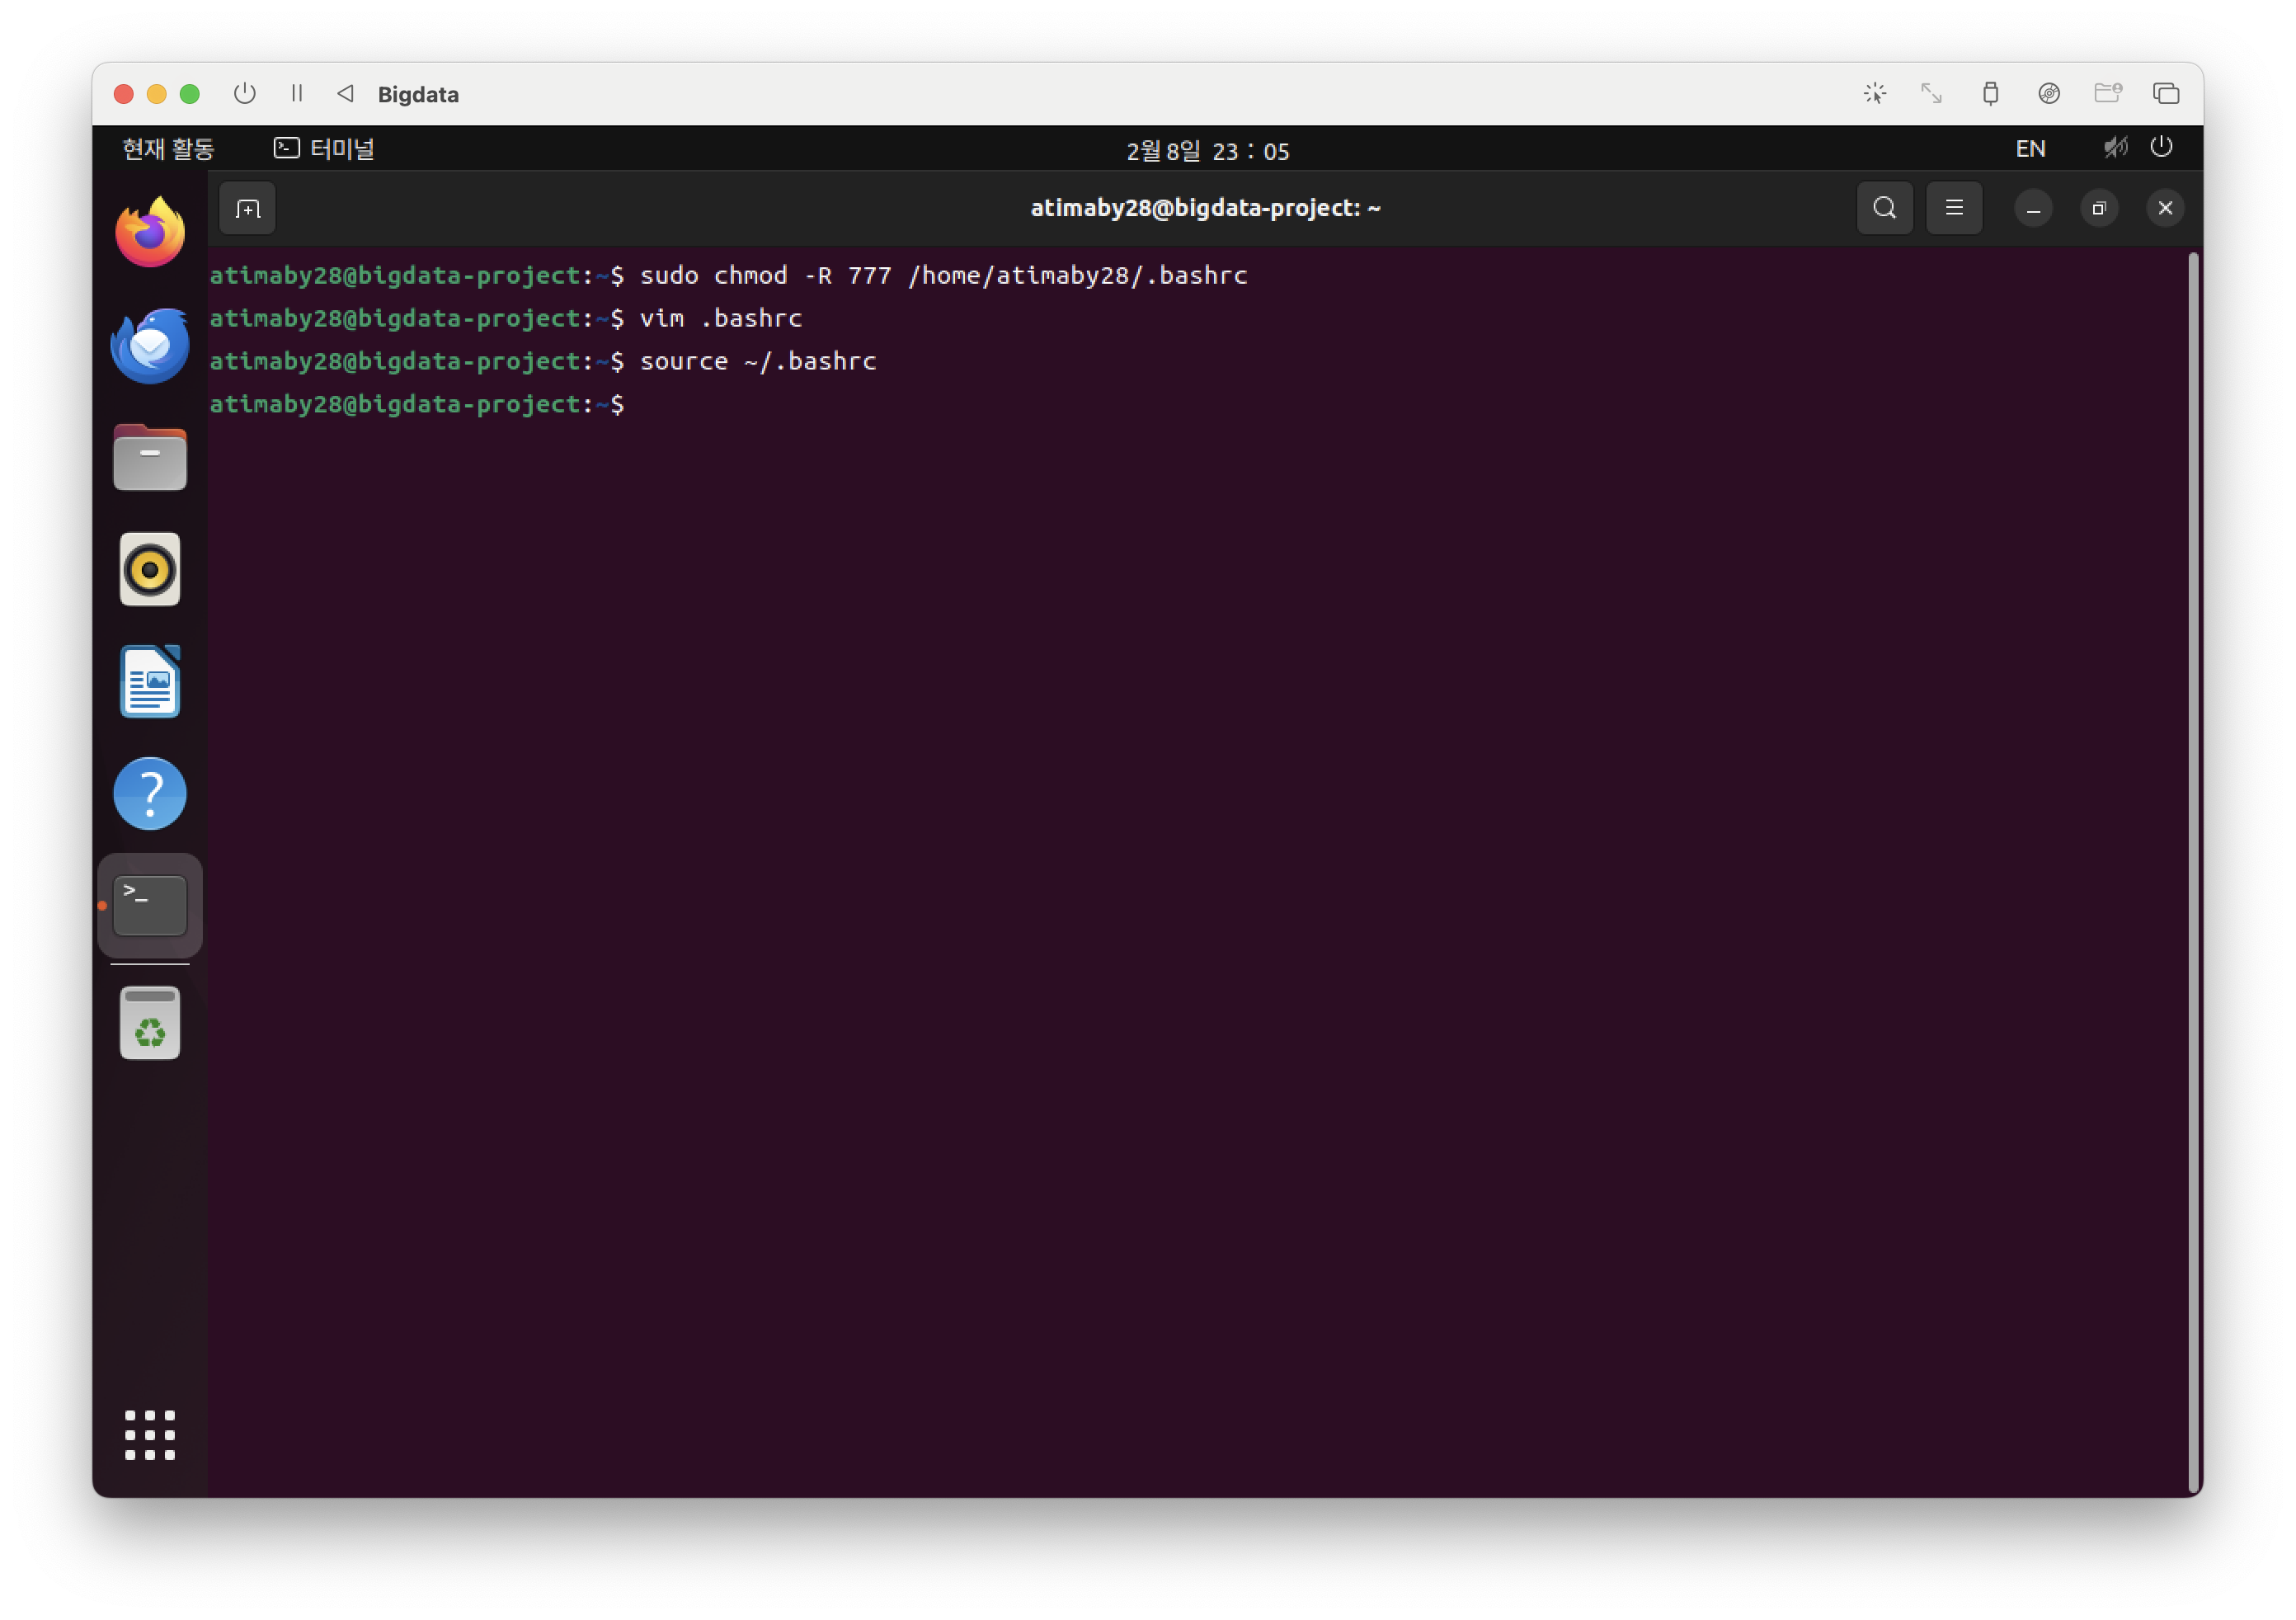 Bigdata
현재 활동 터미널 2월 8일 23 : 05 EN
atimaby28@bigdata-project: ~
atimaby28@bigdata-project:~$ sudo chmod -R 777 /home/atimaby28/.bashrc
atimaby28@bigdata-project:~$ vim .bashrc
atimaby28@bigdata-project:~$ source ~/.bashrc
atimaby28@bigdata-project:~$